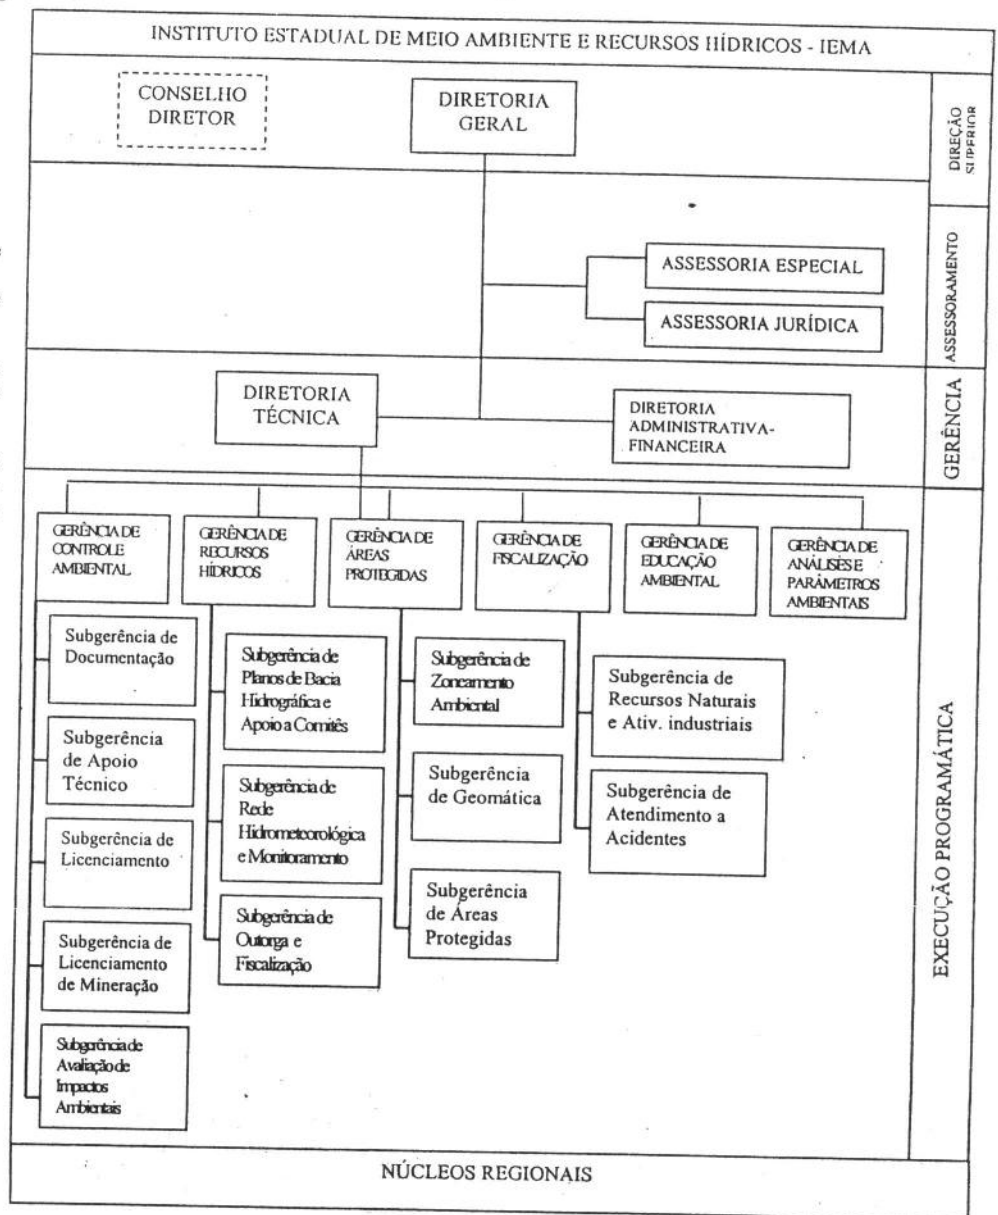 INSTITUTO ESTADUAL DE MEIO AMBIENTE E RECURSOS HÍDRICOS - IEMA
CONSELHO
DIRETOR
DIRETORIA
GERAL
DIREÇÃO
SUPERIOR
ASSESSORIA ESPECIAL
ASSESSORIA JURÍDICA
ASSESSORAMENTO
DIRETORIA
TÉCNICA
DIRETORIA
ADMINISTRATIVA-
FINANCEIRA
GERÊNCIA
GERÊNCIA DE
CONTROLE
AMBIENTAL
GERÊNCIA DE
RECURSOS
HÍDRICOS
GERÊNCIA DE
ÁREAS
PROTEGIDAS
GERÊNCIA DE
FISCALIZAÇÃO
GERÊNCIA DE
EDUCAÇÃO
AMBIENTAL
GERÊNCIA DE
ANÁLISES E
PARÂMETROS
AMBIENTAIS
Subgerência de
Documentação
Subgerência
de Apoio
Técnico
Subgerência de
Licenciamento
Subgerência de
Licenciamento
de Mineração
Subgerência de
Avaliação de
Impactos
Ambientais
Subgerência de
Planos de Bacia
Hidrográfica e
Apoio a Comitês
Subgerência de
Rede
Hidrometeorológica
e Monitoramento
Subgerência de
Outorga e
Fiscalização
Subgerência de
Zoneamento
Ambiental
Subgerência
de Geomática
Subgerência
de Áreas
Protegidas
Subgerência de
Recursos Naturais
e Ativ. industriais
Subgerência de
Atendimento a
Acidentes
EXECUÇÃO PROGRAMÁTICA
NÚCLEOS REGIONAIS